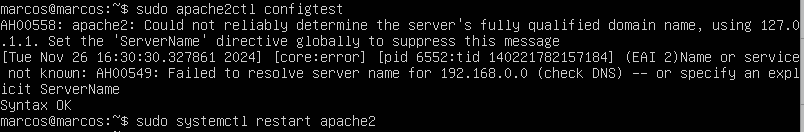 marcos@marcos:~$ sudo apache2ctl configtest
AH00558: apache2: Could not reliably determine the server's fully qualified domain name, using 127.0
.1.1. Set the 'ServerName' directive globally to suppress this message
[Tue Nov 26 16:30:30.327861 2024] [core:error] [pid 6552:tid 140221782157184] (EAI 2)Name or service
 not known: AH00549: Failed to resolve server name for 192.168.0.0 (check DNS) -- or specify an expl
icit ServerName
Syntax OK
marcos@marcos:~$ sudo systemctl restart apache2